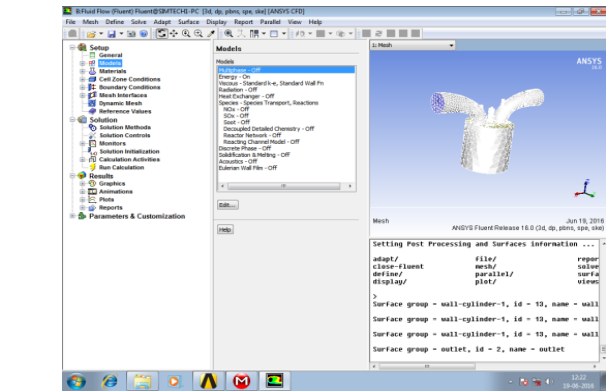 B:Fluid Flow (Fluent) Fluent@SIMTECH1-PC [3d, dp, pbns, spe, ske] [ANSYS CFD]
File Mesh Define Solve Adapt Surface Display Report Parallel View Help
Setup
General
Models
Materials
Cell Zone Conditions
Boundary Conditions
Mesh Interfaces
Dynamic Mesh
Reference Values
Solution
Solution Methods
Solution Controls
Monitors
Solution Initialization
Calculation Activities
Run Calculation
Results
Graphics
Animations
Plots
Reports
Parameters & Customization
Models
Models
Multiphase - Off
Energy - On
Viscous - Standard k-e, Standard Wall Fn
Radiation - Off
Heat Exchanger - Off
Species - Species Transport, Reactions
NOx - Off
SOx - Off
Soot - Off
Decoupled Detailed Chemistry - Off
Reactor Network - Off
Reacting Channel Model - Off
Discrete Phase - Off
Solidification & Melting - Off
Acoustics - Off
Eulerian Wall Film - Off
Edit...
Help
1: Mesh
ANSYS
Mesh
Jun 19, 2016
ANSYS Fluent Release 16.0 (3d, dp, pbns, spe, ske)
Setting Post Processing and Surfaces information ...
adapt/ file/ repor
close-fluent mesh/ solve
define/ parallel/ surfa
display/ plot/ views
>
Surface group - wall-cylinder-1, id - 13, name - wall
Surface group - wall-cylinder-1, id - 13, name - wall
Surface group - wall-cylinder-1, id - 13, name - wall
Surface group - outlet, id - 2, name - outlet
12:22
19-06-2016